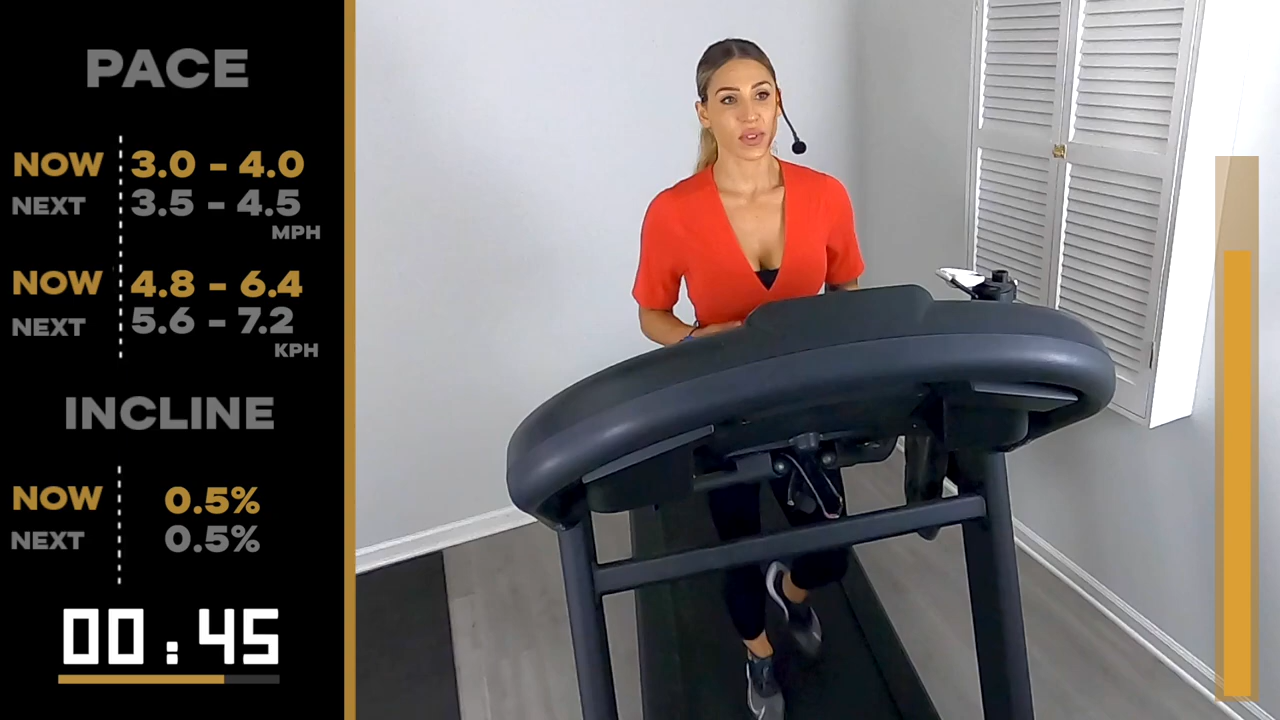 PACE
NOW 3.0 - 4.0
NEXT 3.5 - 4.5
MPH
NOW 4.8 - 6.4
NEXT 5.6 - 7.2
KPH
INCLINE
NOW 0.5%
NEXT 0.5%
00:45